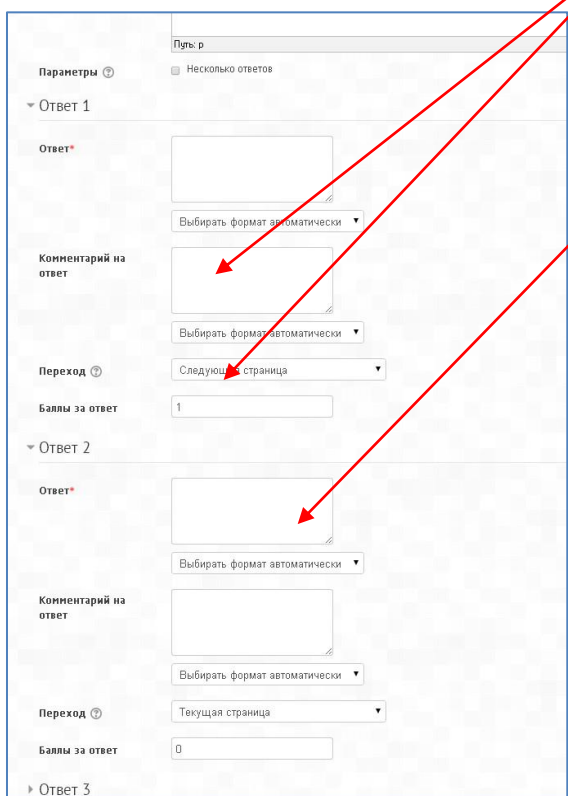 Путь: p
Параметры Несколько ответов
Ответ 1
Ответ*
Выбирать формат автоматически
Комментарий на
ответ
Выбирать формат автоматически
Переход Следующая страница
Баллы за ответ 1
Ответ 2
Ответ*
Выбирать формат автоматически
Комментарий на
ответ
Выбирать формат автоматически
Переход Текущая страница
Баллы за ответ 0
Ответ 3